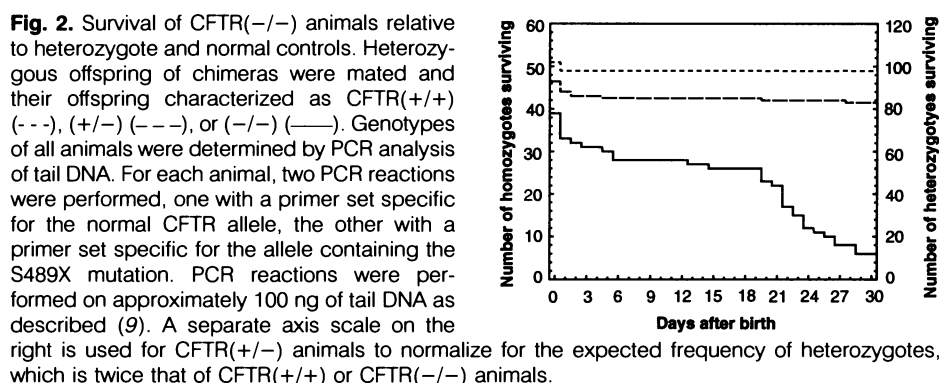 Fig. 2. Survival of CFTR(−/−) animals relative
to heterozygote and normal controls. Heterozy-
gous offspring of chimeras were mated and
their offspring characterized as CFTR(+/+)
(- - -), (+/−) (– – –), or (−/−) (——). Genotypes
of all animals were determined by PCR analysis
of tail DNA. For each animal, two PCR reactions
were performed, one with a primer set specific
for the normal CFTR allele, the other with a
primer set specific for the allele containing the
S489X mutation. PCR reactions were per-
formed on approximately 100 ng of tail DNA as
described (9). A separate axis scale on the
right is used for CFTR(+/−) animals to normalize for the expected frequency of heterozygotes,
which is twice that of CFTR(+/+) or CFTR(−/−) animals.
Number of homozygotes surviving
60
50
40
30
20
10
0
0 3 6 9 12 15 18 21 24 27 30
Days after birth
120
100
80
60
40
20
0
Number of heterozygotyes surviving